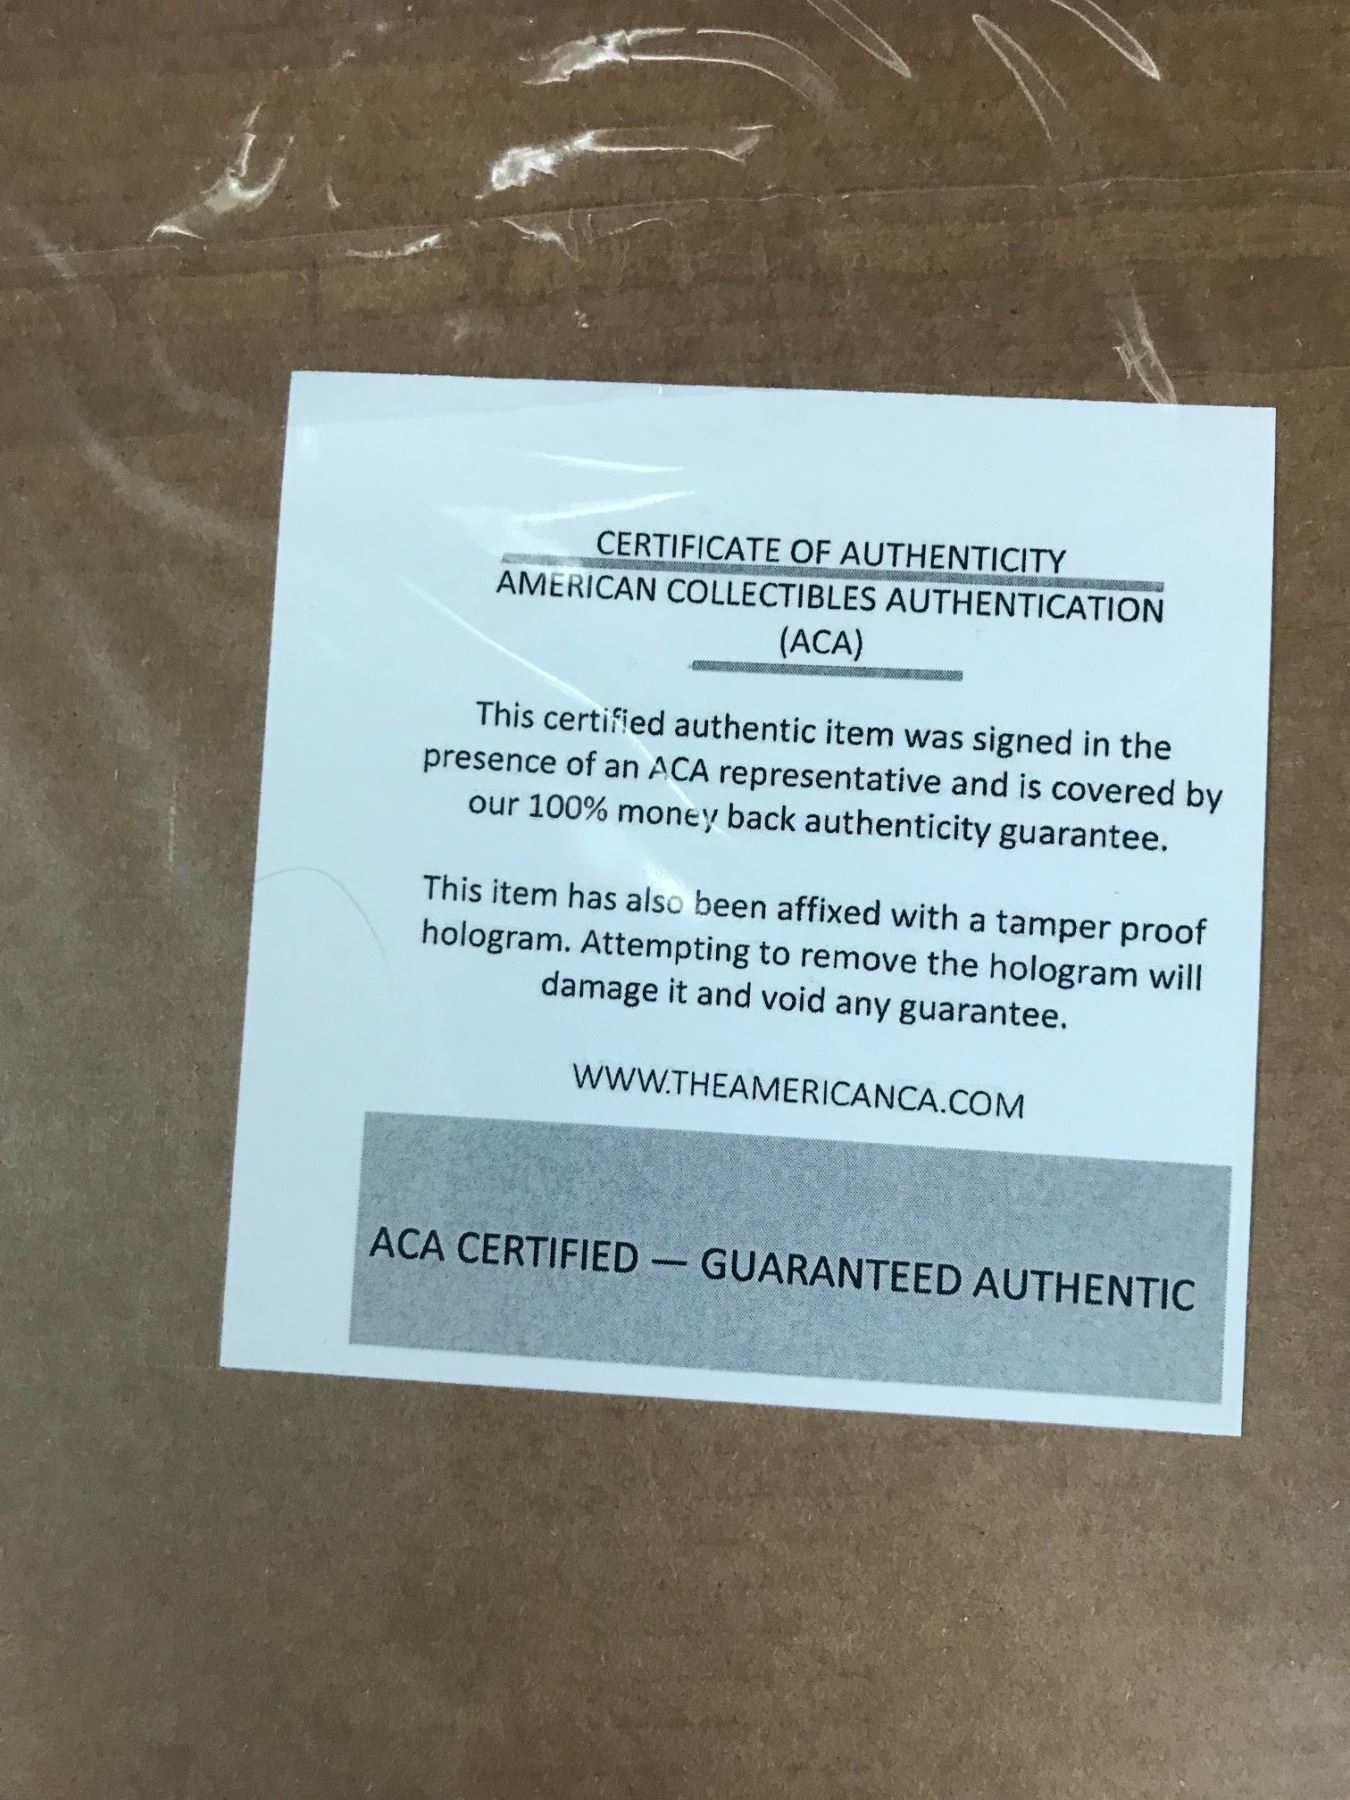 CERTIFICATE OF AUTHENTICITY
AMERICAN COLLECTIBLES AUTHENTICATION
(ACA)
This certified authentic item was signed in the
presence of an ACA representative and is covered by
our 100% money back authenticity guarantee.
This item has also been affixed with a tamper proof
hologram. Attempting to remove the hologram will
damage it and void any guarantee.
WWW.THEAMERICANCA.COM
ACA CERTIFIED — GUARANTEED AUTHENTIC